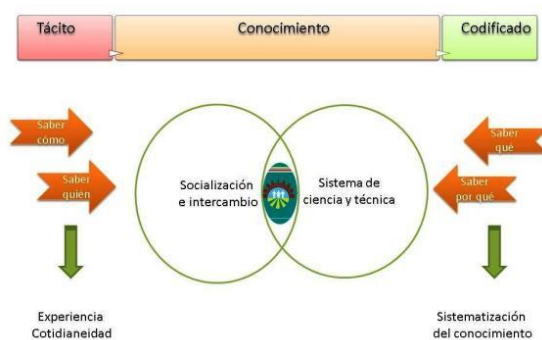 Tácito
Conocimiento
Codificado
Saber
cómo
Saber
quién
Socialización
e intercambio
Sistema de
ciencia y técnica
Saber
qué
Saber
por qué
Experiencia
Cotidianeidad
Sistematización
del conocimiento